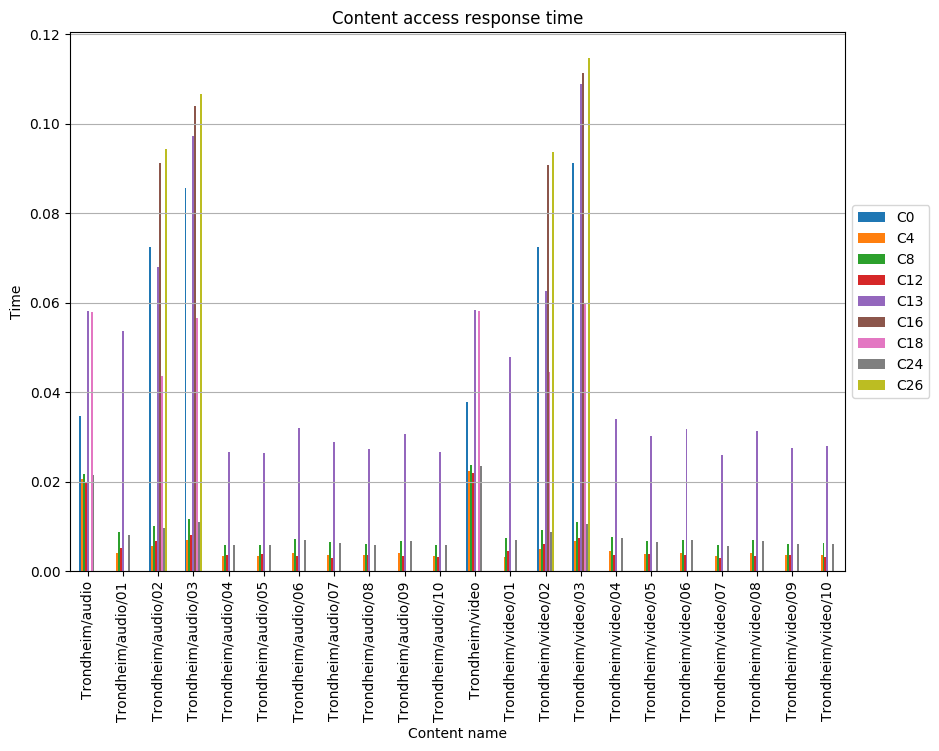 Content access response time
0.12
0.10
0.08
0.06
0.04
0.02
0.00
Time
C0
C4
C8
C12
C13
C16
C18
C24
C26
Trondheim/audio
Trondheim/audio/01
Trondheim/audio/02
Trondheim/audio/03
Trondheim/audio/04
Trondheim/audio/05
Trondheim/audio/06
Trondheim/audio/07
Trondheim/audio/08
Trondheim/audio/09
Trondheim/audio/10
Trondheim/video
Trondheim/video/01
Trondheim/video/02
Trondheim/video/03
Trondheim/video/04
Trondheim/video/05
Trondheim/video/06
Trondheim/video/07
Trondheim/video/08
Trondheim/video/09
Trondheim/video/10
Content name